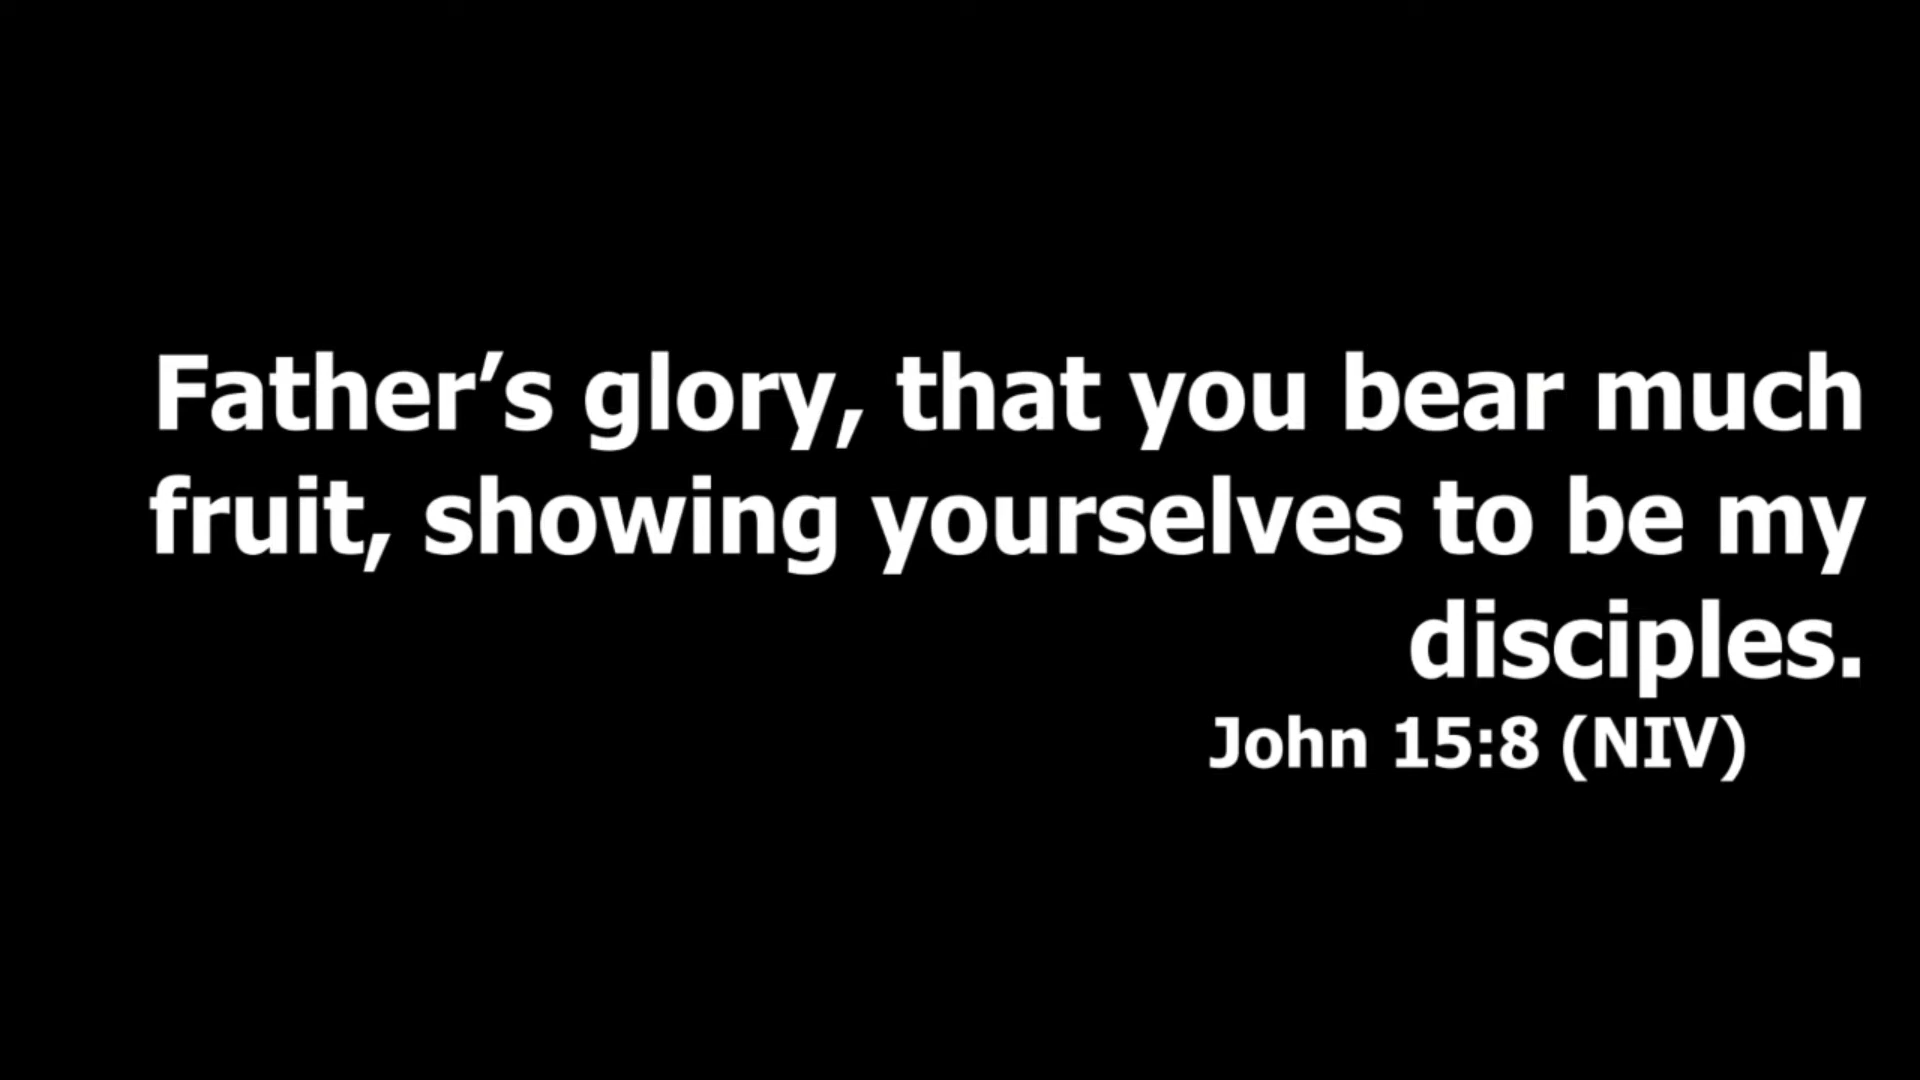 Father’s glory, that you bear much
fruit, showing yourselves to be my
disciples.
John 15:8 (NIV)